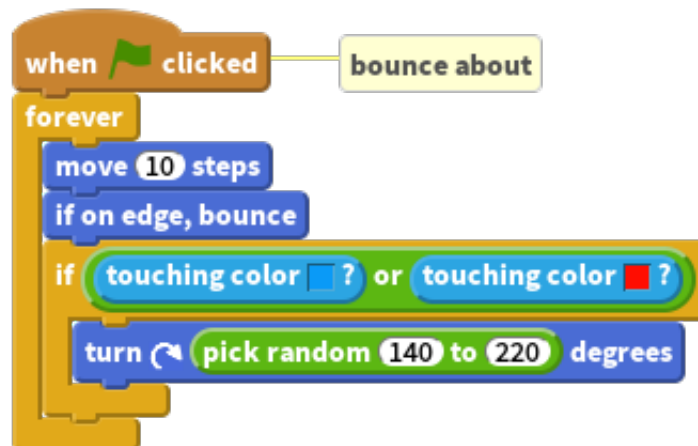 when clicked
bounce about
forever
move 10 steps
if on edge, bounce
if touching color ? or touching color ?
turn pick random 140 to 220 degrees